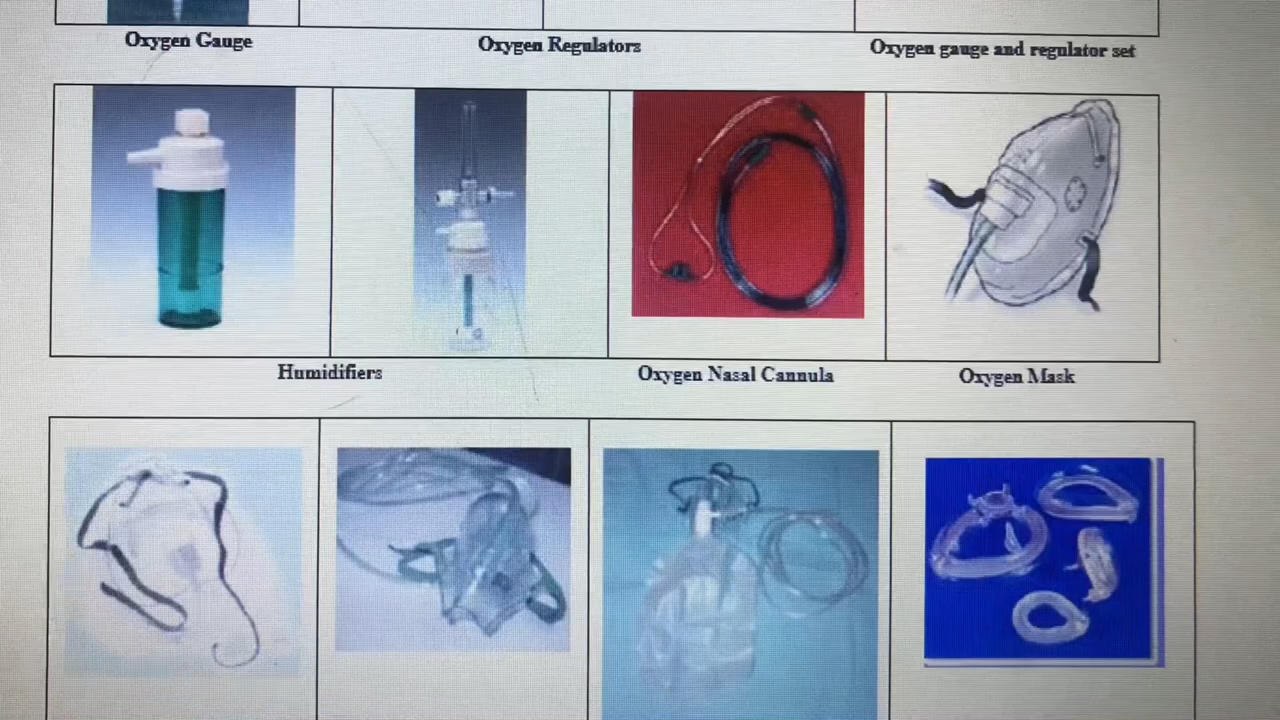 Oxygen Gauge
Oxygen Regulators
Oxygen gauge and regulator set
Humidifiers
Oxygen Nasal Cannula
Oxygen Mask